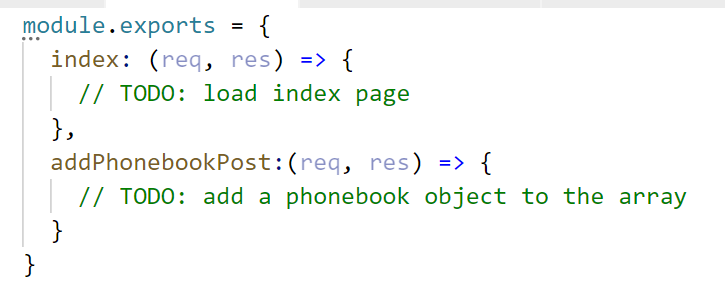 module.exports = {
index: (req, res) => {
// TODO: load index page
},
addPhonebookPost:(req, res) => {
// TODO: add a phonebook object to the array
}
}